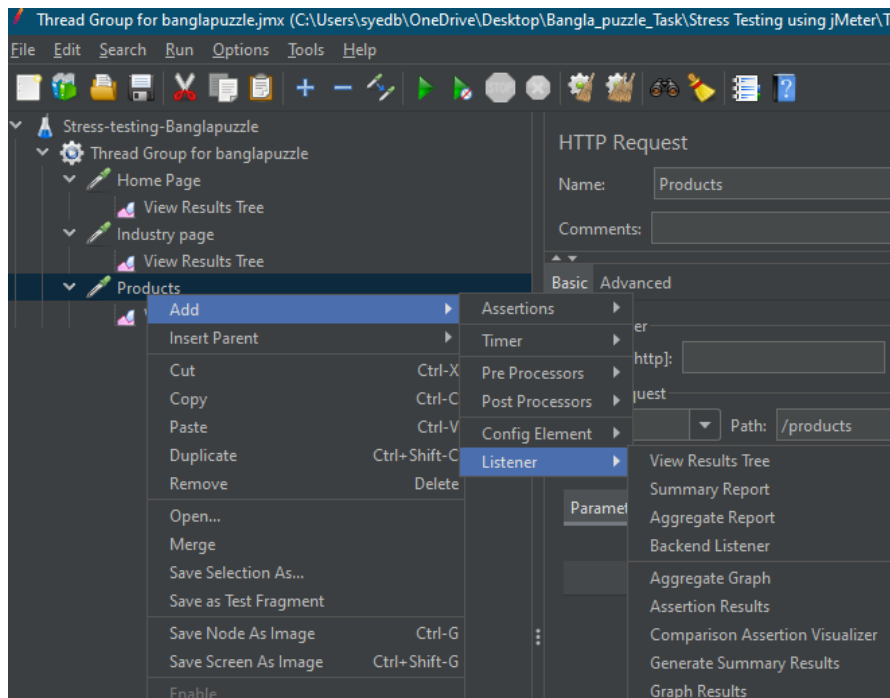 Thread Group for banglapuzzle.jmx (C:\Users\syedb\OneDrive\Desktop\Bangla_puzzle_Task\Stress Testing using jMeter\T
File Edit Search Run Options Tools Help
STOP
Stress-testing-Banglapuzzle
Thread Group for banglapuzzle
Home Page
View Results Tree
Industry page
View Results Tree
Products
HTTP Request
Name: Products
Comments:
Basic Advanced
er
http]:
quest
Path: /products
Paramet
Add
Insert Parent
Cut Ctrl-X
Copy Ctrl-C
Paste Ctrl-V
Duplicate Ctrl+Shift-C
Remove Delete
Open...
Merge
Save Selection As...
Save as Test Fragment
Save Node As Image Ctrl-G
Save Screen As Image Ctrl+Shift-G
Enable
Assertions
Timer
Pre Processors
Post Processors
Config Element
Listener
View Results Tree
Summary Report
Aggregate Report
Backend Listener
Aggregate Graph
Assertion Results
Comparison Assertion Visualizer
Generate Summary Results
Graph Results